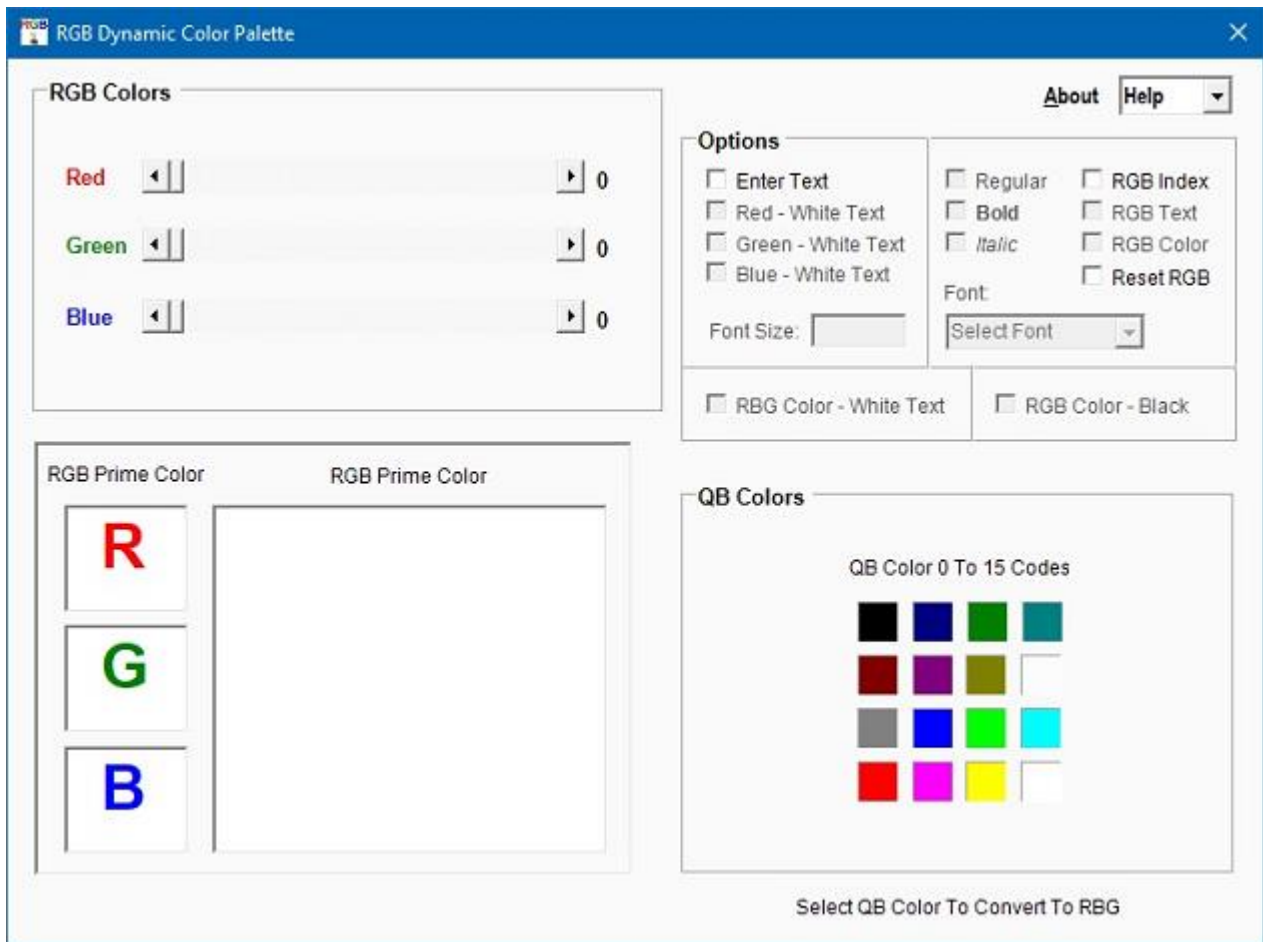 RGB Dynamic Color Palette
RGB Colors
Red 0
Green 0
Blue 0
About Help
Options
Enter Text
Red - White Text
Green - White Text
Blue - White Text
Font Size:
Regular
Bold
Italic
Font:
Select Font
RGB Index
RGB Text
RGB Color
Reset RGB
RBG Color - White Text
RGB Color - Black
RGB Prime Color
RGB Prime Color
R
G
B
QB Colors
QB Color 0 To 15 Codes
Select QB Color To Convert To RBG